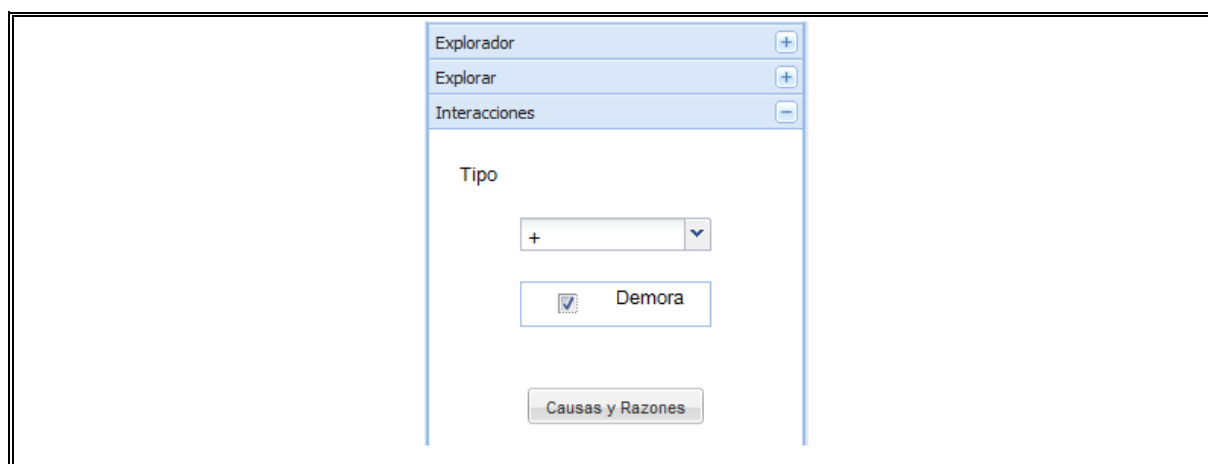 Explorador
Explorar
Interacciones
Tipo
+
Demora
Causas y Razones